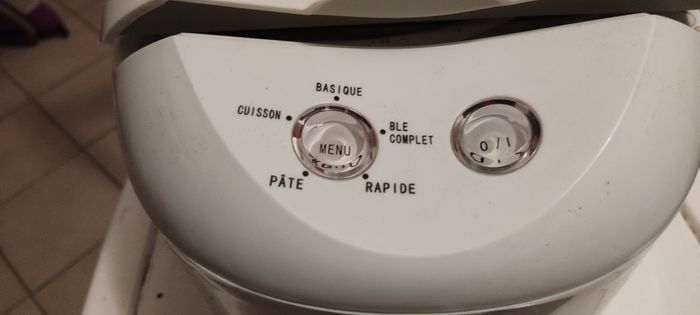 BASIQUE
CUISSON
BLE
COMPLET
MENU
O/I
PÂTE
RAPIDE